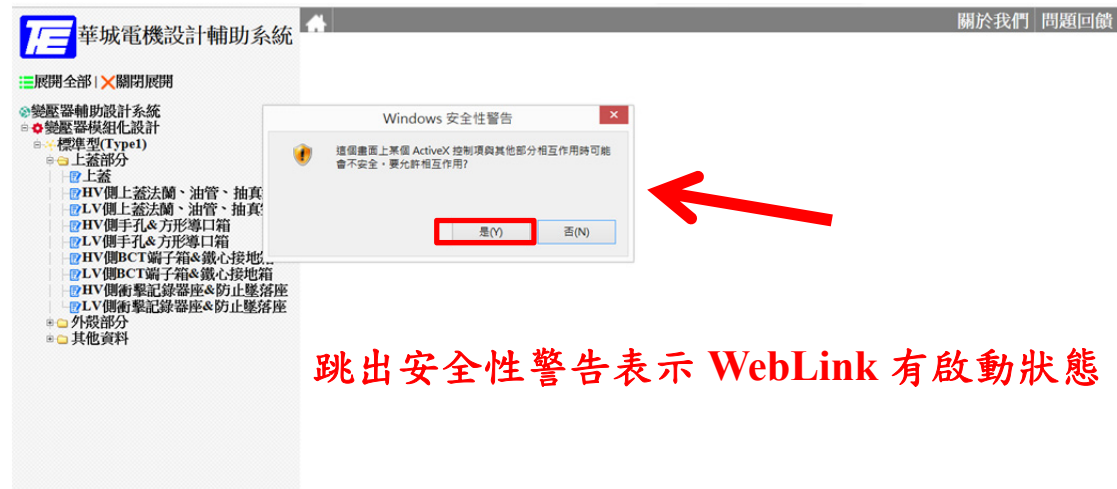 華城電機設計輔助系統
關於我們 問題回饋
展開全部 | 關閉展開
變壓器輔助設計系統
變壓器模組化設計
標準型(Type1)
上蓋部分
上蓋
HV側上蓋法蘭、油管、抽真
LV側上蓋法蘭、油管、抽真
HV側手孔&方形導口箱
LV側手孔&方形導口箱
HV側BCT端子箱&鐵心接地
LV側BCT端子箱&鐵心接地箱
HV側衝擊記錄器座&防止墜落座
LV側衝擊記錄器座&防止墜落座
外殼部分
其他資料
Windows 安全性警告
這個畫面上某個 ActiveX 控制項與其他部分相互作用時可能
會不安全。要允許相互作用?
是(Y) 否(N)
跳出安全性警告表示 WebLink 有啟動狀態